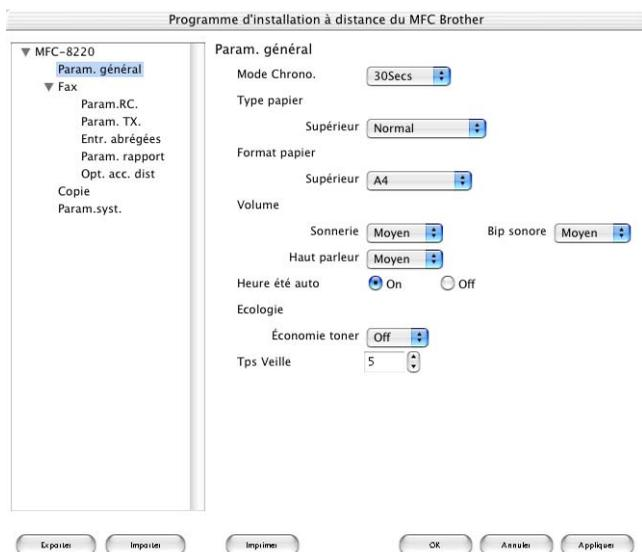 Programme d'installation à distance du MFC Brother
MFC-8220
Param. général
Fax
Param.RC.
Param. TX.
Entr. abrégées
Param. rapport
Opt. acc. dist
Copie
Param.syst.
Param. général
Mode Chrono. 30Secs
Type papier
Supérieur Normal
Format papier
Supérieur A4
Volume
Sonnerie Moyen Bip sonore Moyen
Haut parleur Moyen
Heure été auto On Off
Ecologie
Économie toner Off
Tps Veille 5
Exporter Importer Imprimer OK Annuler Appliquer